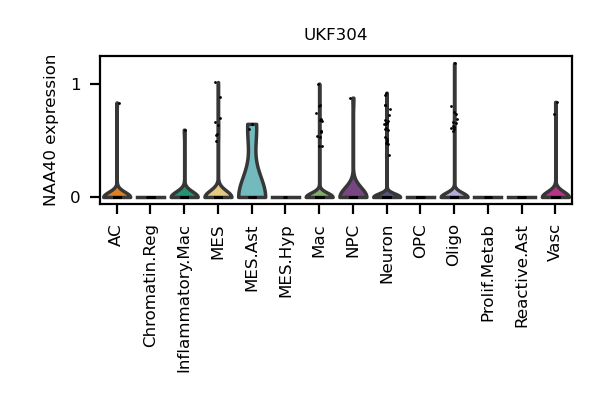 UKF304
NAA40 expression
1
0
AC
Chromatin.Reg
Inflammatory.Mac
MES
MES.Ast
MES.Hyp
Mac
NPC
Neuron
OPC
Oligo
Prolif.Metab
Reactive.Ast
Vasc